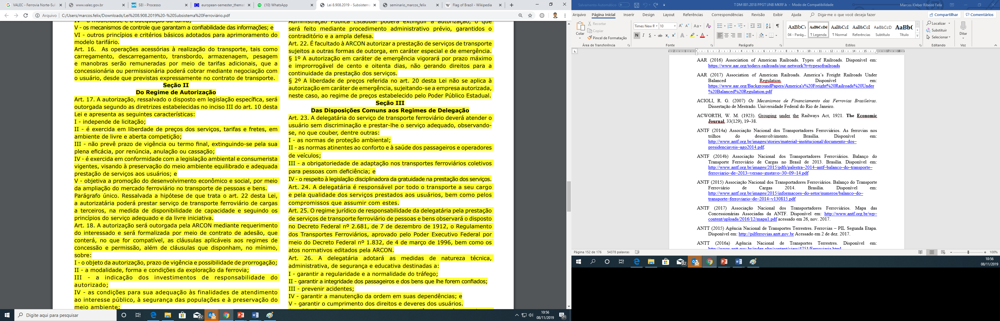 VALEC - Ferrovia Norte-Sul
www.valec.gov.br
SEI - Processo
european-semester_themat
(10) WhatsApp
Lei 8.908.2019 - Subsistema
seminario_marcos_felix
Flag of Brazil - Wikipedia
Arquivo | C:/Users/marcos.felix/Downloads/Lei%208.908.2019%20-%20Subsistema%20Ferroviário.pdf
IV - a modicidade e a adequação da tarifa;
V - os mecanismos de controle que garantam a confiabilidade das informações; e
VI - outros princípios e critérios básicos adotados para aprimoramento do
modelo tarifário.
Art. 16. As operações acessórias à realização do transporte, tais como
carregamento, descarregamento, transbordo, armazenagem, pesagem
e manobras serão remuneradas por meio de tarifas adicionais, que a
concessionária ou permissionária poderá cobrar mediante negociação com
o usuário, desde que previstas expressamente no contrato de transporte.
Seção II
Do Regime de Autorização
Art. 17. A autorização, ressalvado o disposto em legislação específica, será
outorgada segundo as diretrizes estabelecidas no inciso III do art. 10 desta
Lei e apresenta as seguintes características:
I - independe de licitação;
II - é exercida em liberdade de preços dos serviços, tarifas e fretes, em
ambiente de livre e aberta competição;
III - não prevê prazo de vigência ou termo final, extinguindo-se pela sua
plena eficácia, por renúncia, anulação ou cassação;
IV - é exercida em conformidade com a legislação ambiental e consumerista
vigentes, visando à preservação do meio ambiente equilibrado e adequada
prestação de serviços aos usuários; e
V - objetiva a promoção do desenvolvimento econômico e social, por meio
da ampliação do mercado ferroviário no transporte de pessoas e bens.
Parágrafo único. Ressalvada a hipótese de que trata o art. 22 desta Lei,
a autorizatária poderá prestar serviço de transporte ferroviário de cargas
a terceiros, na medida de disponibilidade de capacidade e seguindo os
princípios do serviço adequado e da livre iniciativa.
Art. 18. A autorização será outorgada pela ARCON mediante requerimento
do interessado e será formalizada por meio de contrato de adesão, que
conterá, no que for compatível, as cláusulas aplicáveis aos regimes de
concessão e permissão, além de cláusulas que disponham, no mínimo,
sobre:
I - o objeto da autorização, prazo de vigência e possibilidade de prorrogação;
II - a modalidade, forma e condições da exploração da ferrovia;
III - a indicação dos investimentos de responsabilidade do
autorizado;
IV - as condições para sua adequação às finalidades de atendimento
ao interesse público, à segurança das populações e à preservação do
meio ambiente;
Administração Pública Estadual poderá extinguir a autorização, o que
será feito mediante procedimento administrativo prévio, garantidos o
contraditório e a ampla defesa.
Art. 22. É facultado à ARCON autorizar a prestação de serviços de transporte
sujeitos a outras formas de outorga, em caráter especial e de emergência.
§ 1º A autorização em caráter de emergência vigorará por prazo máximo
e improrrogável de cento e oitenta dias, não gerando direitos para a
continuidade da prestação dos serviços.
§ 2º A liberdade de preços referida no art. 20 desta Lei não se aplica à
autorização em caráter de emergência, sujeitando-se a empresa autorizada,
neste caso, ao regime de preços estabelecido pelo Poder Público Estadual.
Seção III
Das Disposições Comuns aos Regimes de Delegação
Art. 23. A delegatária do serviço de transporte ferroviário deverá atender o
usuário sem discriminação e prestar-lhe o serviço adequado, observando-
se, no que couber, dentre outras:
I - as normas de proteção ambiental;
II - as normas atinentes ao conforto e à saúde dos passageiros e operadores
de veículos;
III - a obrigatoriedade de adaptação nos transportes ferroviários coletivos
para pessoas com deficiência; e
IV - o respeito à legislação disciplinadora da gratuidade na prestação dos serviços.
Art. 24. A delegatária é responsável por todo o transporte a seu cargo
e pela qualidade dos serviços prestados aos usuários, bem como pelos
compromissos que assumir com estes.
Art. 25. O regime jurídico de responsabilidade da delegatária pela prestação
de serviços de transporte ferroviário de pessoas e bens observará o disposto
no Decreto Federal nº 2.681, de 7 de dezembro de 1912, o Regulamento
dos Transportes Ferroviários, aprovado pelo Poder Executivo Federal por
meio do Decreto Federal nº 1.832, de 4 de março de 1996, bem como os
atos normativos editados pela ARCON.
Art. 26. A delegatária adotará as medidas de natureza técnica,
administrativa, de segurança e educativa destinadas a:
I - garantir a regularidade e a normalidade do tráfego;
II - garantir a integridade dos passageiros e dos bens que lhe forem confiados;
III - prevenir acidentes;
IV - garantir a manutenção da ordem em suas dependências; e
V - garantir o cumprimento dos direitos e deveres dos usuários.
Digite aqui para pesquisar
22
10:56
08/11/2019
21
Salvamento Automático
T DM 001.2018 PPGT UNB MKRF.b - Modo de Compatibilidade
Marcos Kleber Ribeiro Felix
Arquivo Página Inicial Inserir Design Layout Referências Correspondências Revisão Exibir Ajuda Diga-me o que você deseja fazer
Compartilhar Comentários
Colar
Recortar
Copiar
Pincel de Formatação
Área de Transferência
Times New R 10
N I S ab x₂ x²
Fonte
Parágrafo
AaBbCc AaBbCcDd AaBbCcI AaBbCcI AaBbCcD AaBbC
04 - Parág... ¶ Legenda ¶ Normal Referências Subtítulo Título
Estilos
Localizar
Substituir
Selecionar
Editando
Ditar
Voz
AAR (2016) Association of American Railroads. Types of Railroads. Disponível em:
https://www.aar.org/todays-railroads/our-network?t=typesofrailroads
AAR (2017) Association of American Railroads. America´s Freight Railroads Under
Balanced Regulation. Disponível em:
https://www.aar.org/BackgroundPapers/America's%20Freight%20Railroads%20Under
%20Balanced%20Regulation.pdf
ACIOLI, R. G. (2007) Os Mecanismos de Financiamento das Ferrovias Brasileiras.
Dissertação de Mestrado. Universidade Federal do Rio de Janeiro.
ACWORTH, W. M. (1923). Grouping under the Railways Act, 1921. The Economic
Journal, 33(129), 19–38.
ANTF (2014a) Associação Nacional dos Transportadores Ferroviários. As ferrovias nos
trilhos do desenvolvimento. Brasília. Disponível em:
http://www.antf.org.br/images/stories/material–institucional/documento–dos–
presidenciaveis–ago2014.pdf.
ANTF (2014b) Associação Nacional dos Transportadores Ferroviários. Balanço do
Transporte Ferroviário de Cargas no Brasil de 2013. Brasília. Disponível em:
http://www.antf.org.br/images/2015/pdfs/palestra–2014–antf–balanco–do–transporte–
ferroviario–de–2013–versao–gustavo–30–09–14.pdf
ANTF (2015) Associação Nacional dos Transportadores Ferroviários. Balanço do Transporte
Ferroviário de Cargas 2014. Brasília. Disponível em:
http://www.antf.org.br/images/2015/informacoes–do–setor/numeros/balanco–do–
transporte–ferroviario–de–2014–v130815.pdf
ANTF (2017) Associação Nacional dos Transportadores Ferroviários. Mapa das
Concessionárias Associadas da ANTF. Disponível em: http://www.antf.org.br/wp–
content/uploads/2016/12/mapa1.pdf acessado em 26, nov. 2017.
ANTT (2015) Agência Nacional de Transportes Terrestres. Ferrovias – PIL Segunda Etapa.
Disponível em: http://pilferrovias.antt.gov.br Acessado em 2 de dez. 2017.
ANTT (2016a) Agência Nacional de Transportes Terrestres. Disponível em:
http://www.antt.gov.br/index.php/content/view/4751/Ferroviaria.html
Página 152 de 176 54378 palavras
100%
22
10:56
08/11/2019